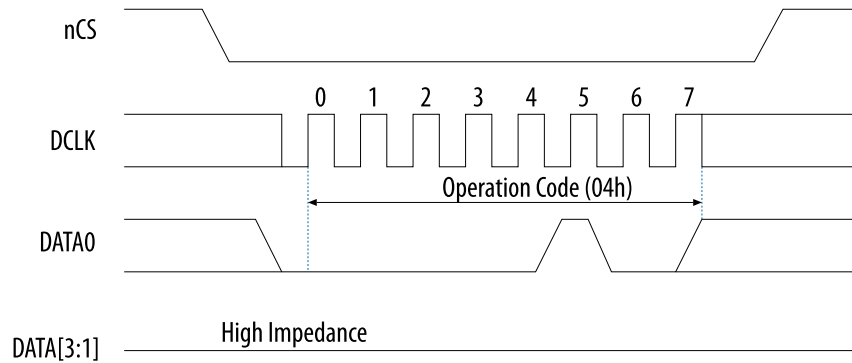 nCS
0 1 2 3 4 5 6 7
DCLK
Operation Code (04h)
DATA0
High Impedance
DATA[3:1]